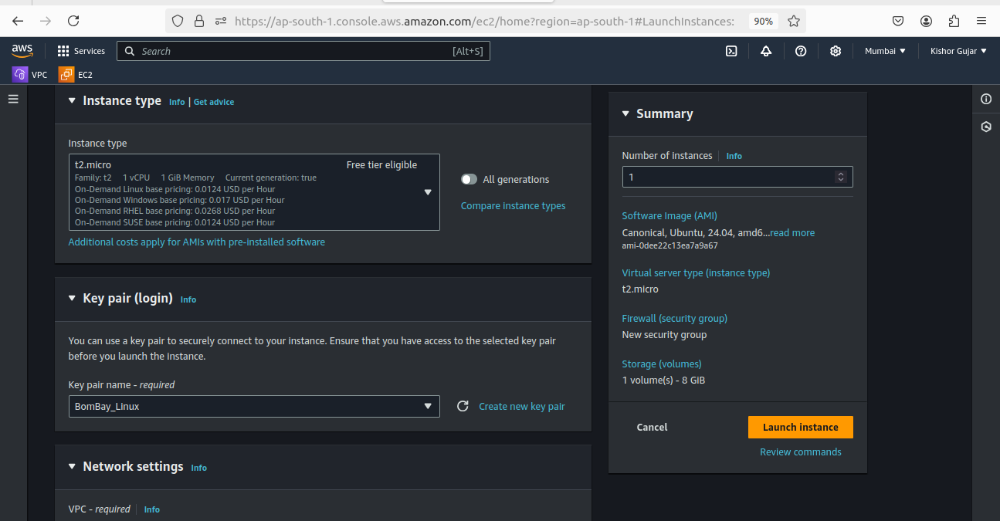 https://ap-south-1.console.aws.amazon.com/ec2/home?region=ap-south-1#LaunchInstances:
90%
aws
Services
Search
[Alt+S]
Mumbai
Kishor Gujar
VPC
EC2
Instance type
Info | Get advice
Instance type
t2.micro
Free tier eligible
Family: t2 1 vCPU 1 GiB Memory Current generation: true
On-Demand Linux base pricing: 0.0124 USD per Hour
On-Demand Windows base pricing: 0.017 USD per Hour
On-Demand RHEL base pricing: 0.0268 USD per Hour
On-Demand SUSE base pricing: 0.0124 USD per Hour
All generations
Compare instance types
Additional costs apply for AMIs with pre-installed software
Key pair (login)
Info
You can use a key pair to securely connect to your instance. Ensure that you have access to the selected key pair
before you launch the instance.
Key pair name - required
BomBay_Linux
Create new key pair
Network settings
Info
VPC - required
Info
Summary
Number of instances
Info
1
Software Image (AMI)
Canonical, Ubuntu, 24.04, amd6...read more
ami-0dee22c13ea7a9a67
Virtual server type (instance type)
t2.micro
Firewall (security group)
New security group
Storage (volumes)
1 volume(s) - 8 GiB
Cancel
Launch instance
Review commands